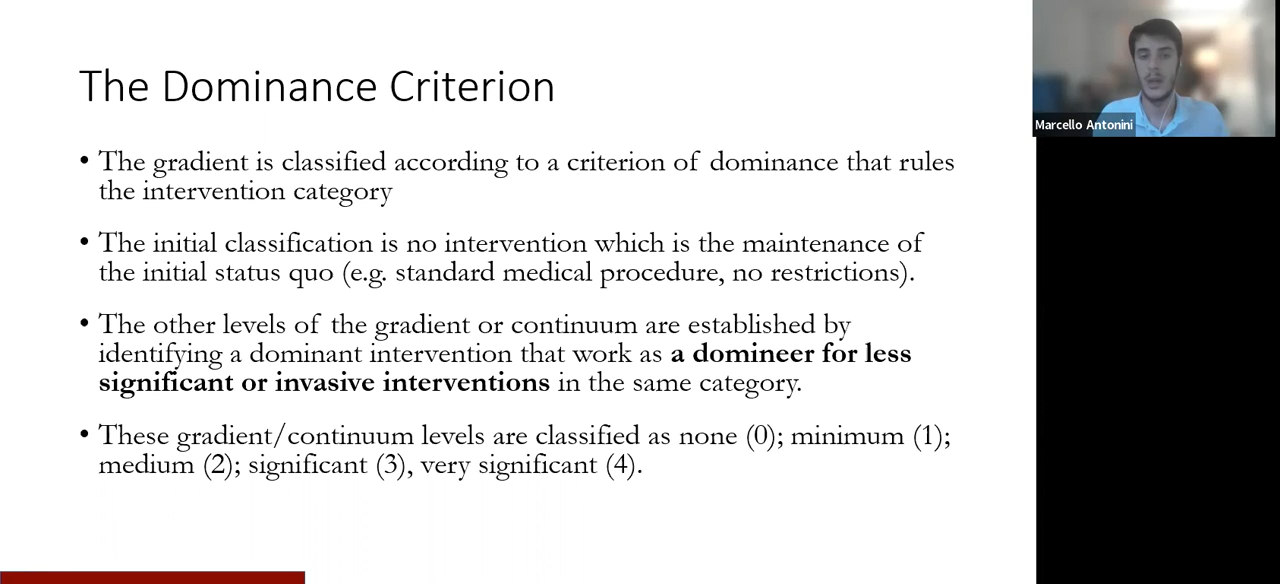 The Dominance Criterion
• The gradient is classified according to a criterion of dominance that rules
the intervention category
• The initial classification is no intervention which is the maintenance of
the initial status quo (e.g. standard medical procedure, no restrictions).
• The other levels of the gradient or continuum are established by
identifying a dominant intervention that work as a domineer for less
significant or invasive interventions in the same category.
• These gradient/continuum levels are classified as none (0); minimum (1);
medium (2); significant (3), very significant (4).
Marcello Antonini